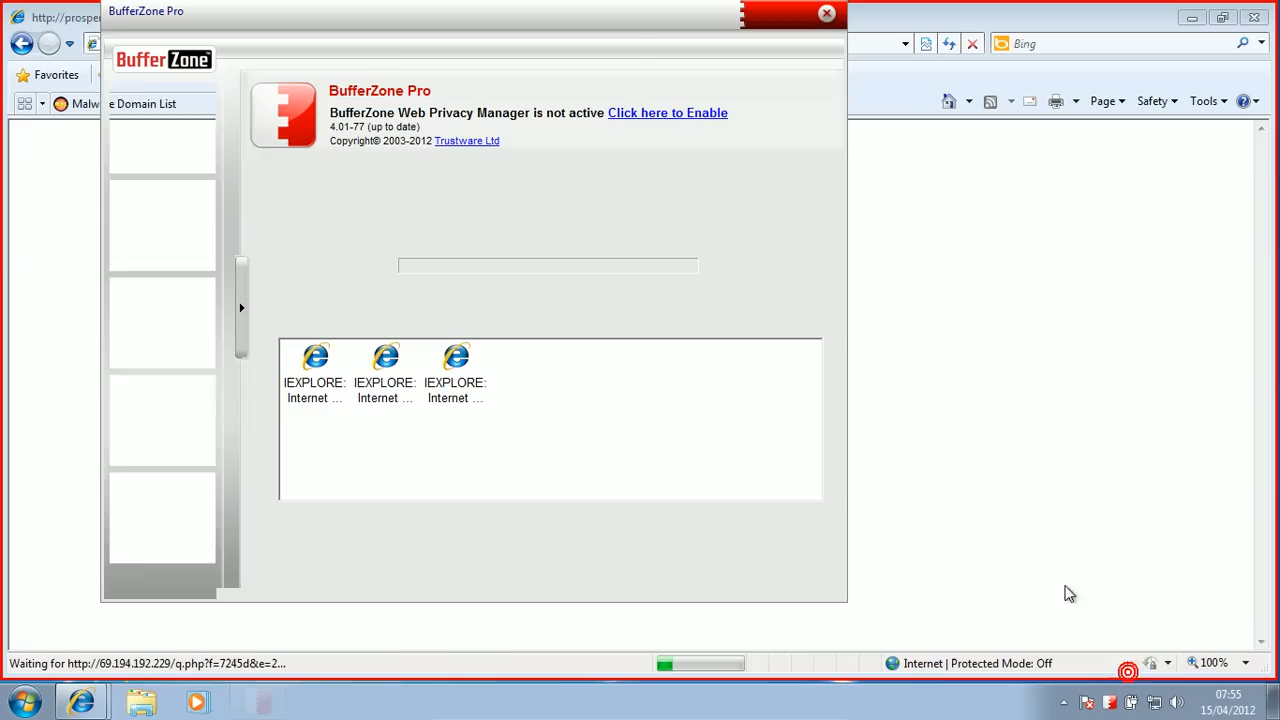 BufferZone Pro
http://prospe
Bing
Favorites
BufferZone
Malw e Domain List
Page
Safety
Tools
BufferZone Pro
BufferZone Web Privacy Manager is not active Click here to Enable
4.01-77 (up to date)
Copyright© 2003-2012 Trustware Ltd
IEXPLORE: IEXPLORE: IEXPLORE:
Internet ... Internet ... Internet ...
Waiting for http://69.194.192.229/q.php?f=7245d&e=2...
Internet | Protected Mode: Off
100%
07:55
15/04/2012